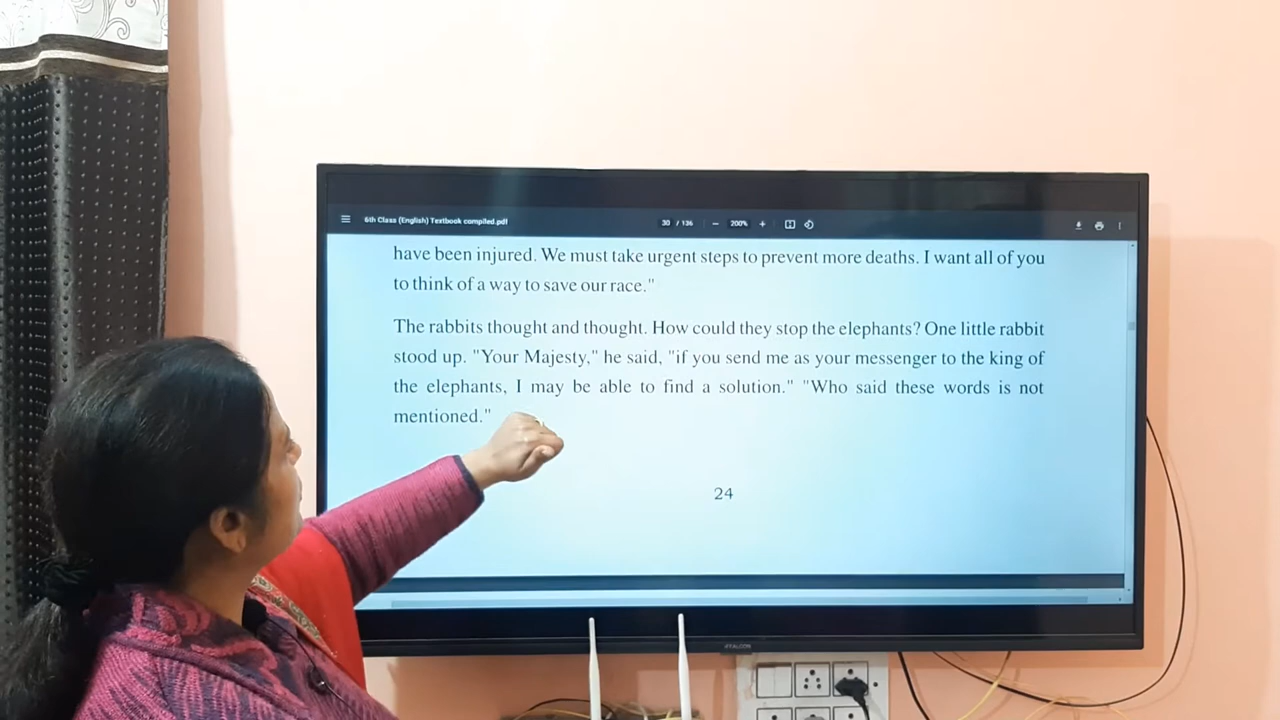 6th Class (English) Textbook compiled.pdf
30 / 136
200%
have been injured. We must take urgent steps to prevent more deaths. I want all of you
to think of a way to save our race."
The rabbits thought and thought. How could they stop the elephants? One little rabbit
stood up. "Your Majesty," he said, "if you send me as your messenger to the king of
the elephants, I may be able to find a solution." "Who said these words is not
mentioned."
24
iFFALCON